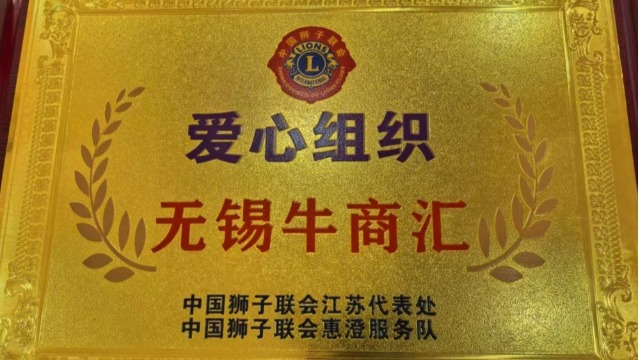 中国狮子联会
LIONS
L
INTERNATIONAL
爱心组织
无锡牛商汇
中国狮子联会江苏代表处
中国狮子联会惠澄服务队